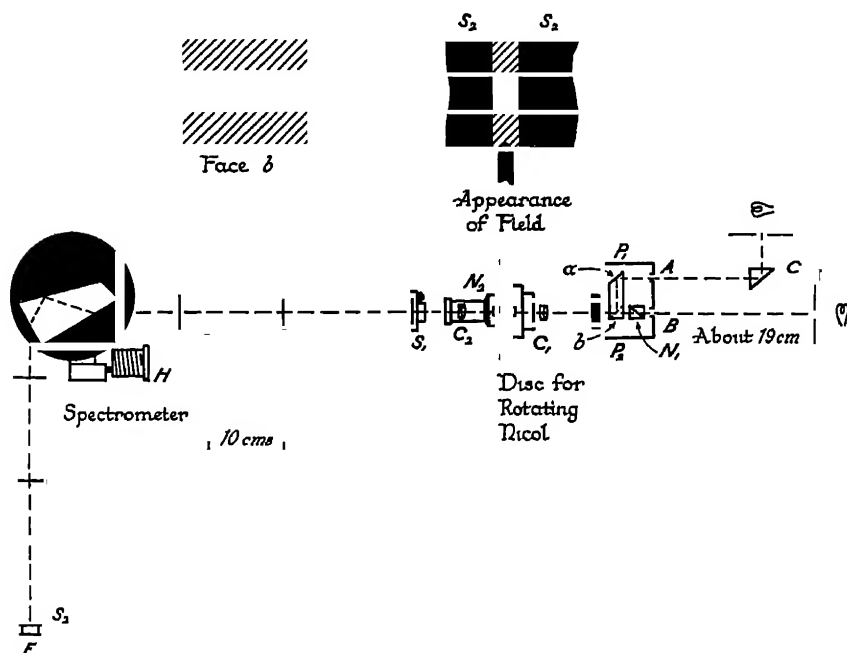 S₂ S₂
Face b
Appearance
of Field
P₁
a A C
N₂
S₁ C₂ C₁ b P₂ N₁ B
About 19cm
H
Spectrometer
Disc for
Rotating
Nicol
10 cms
S₂
E